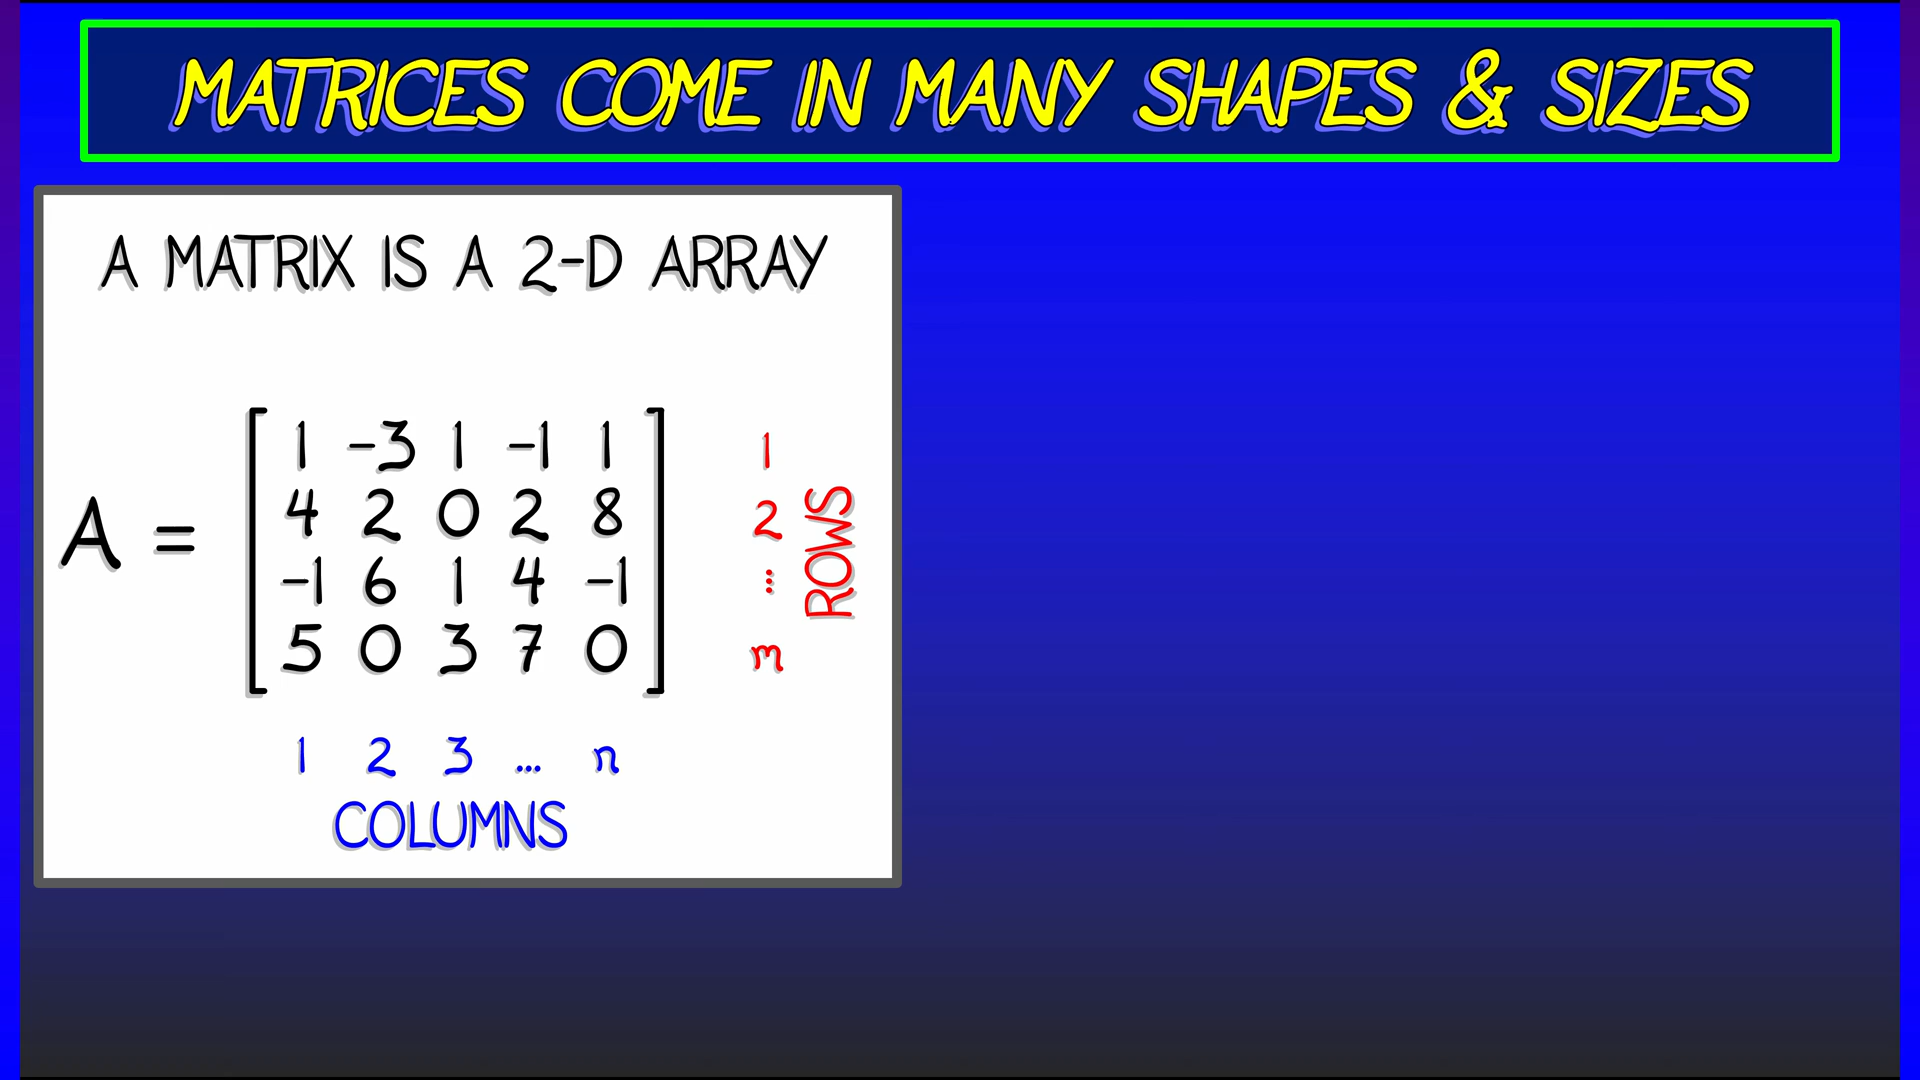 MATRICES COME IN MANY SHAPES & SIZES
A MATRIX IS A 2-D ARRAY
A =
1 -3 1 -1 1
4 2 0 2 8
-1 6 1 4 -1
5 0 3 7 0
1
2
...
m
ROWS
1 2 3 ... n
COLUMNS